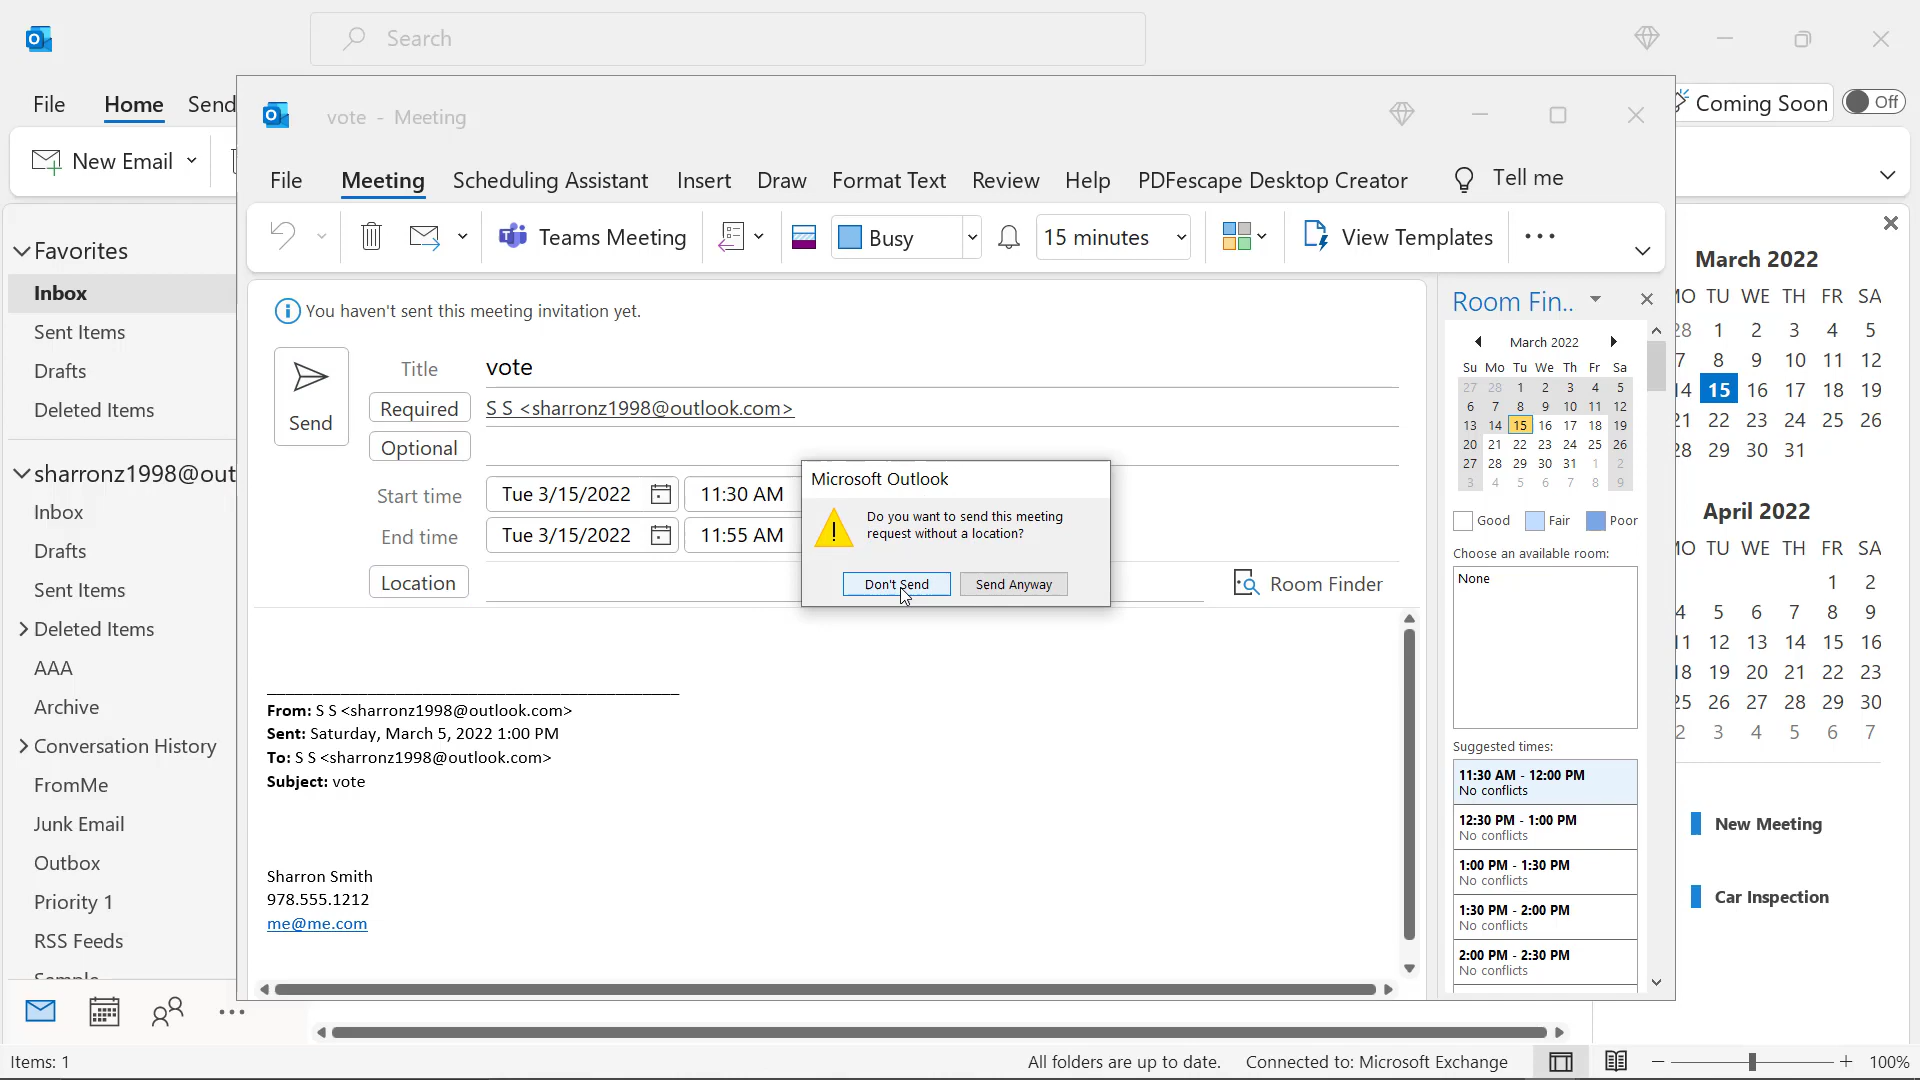 Search
File Home Send
Coming Soon Off
New Email
Favorites
Inbox
Sent Items
Drafts
Deleted Items
sharronz1998@out
Inbox
Drafts
Sent Items
Deleted Items
AAA
Archive
Conversation History
FromMe
Junk Email
Outbox
Priority 1
RSS Feeds
vote - Meeting
File Meeting Scheduling Assistant Insert Draw Format Text Review Help PDFescape Desktop Creator Tell me
Teams Meeting Busy 15 minutes View Templates
You haven't sent this meeting invitation yet.
Send
Title vote
Required S S <sharronz1998@outlook.com>
Optional
Start time Tue 3/15/2022 11:30 AM
End time Tue 3/15/2022 11:55 AM
Location
Room Finder
Microsoft Outlook
Do you want to send this meeting
request without a location?
Don't Send Send Anyway
From: S S <sharronz1998@outlook.com>
Sent: Saturday, March 5, 2022 1:00 PM
To: S S <sharronz1998@outlook.com>
Subject: vote
Sharron Smith
978.555.1212
me@me.com
Room Fin..
March 2022
Su Mo Tu We Th Fr Sa
27 28 1 2 3 4 5
6 7 8 9 10 11 12
13 14 15 16 17 18 19
20 21 22 23 24 25 26
27 28 29 30 31 1 2
3 4 5 6 7 8 9
Good Fair Poor
Choose an available room:
None
Suggested times:
11:30 AM - 12:00 PM
No conflicts
12:30 PM - 1:00 PM
No conflicts
1:00 PM - 1:30 PM
No conflicts
1:30 PM - 2:00 PM
No conflicts
2:00 PM - 2:30 PM
No conflicts
March 2022
MO TU WE TH FR SA
28 1 2 3 4 5
7 8 9 10 11 12
14 15 16 17 18 19
21 22 23 24 25 26
28 29 30 31
April 2022
MO TU WE TH FR SA
1 2
4 5 6 7 8 9
11 12 13 14 15 16
18 19 20 21 22 23
25 26 27 28 29 30
2 3 4 5 6 7
New Meeting
Car Inspection
Items: 1
All folders are up to date. Connected to: Microsoft Exchange
100%